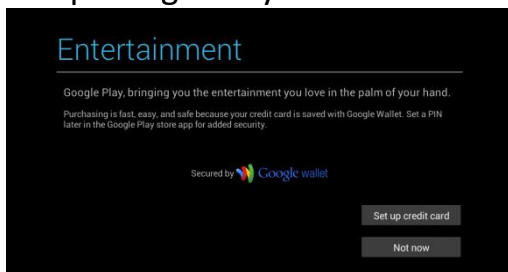 Entertainment
Google Play, bringing you the entertainment you love in the palm of your hand.
Purchasing is fast, easy, and safe because your credit card is saved with Google Wallet. Set a PIN
later in the Google Play store app for added security.
Secured by Google wallet
Set up credit card
Not now